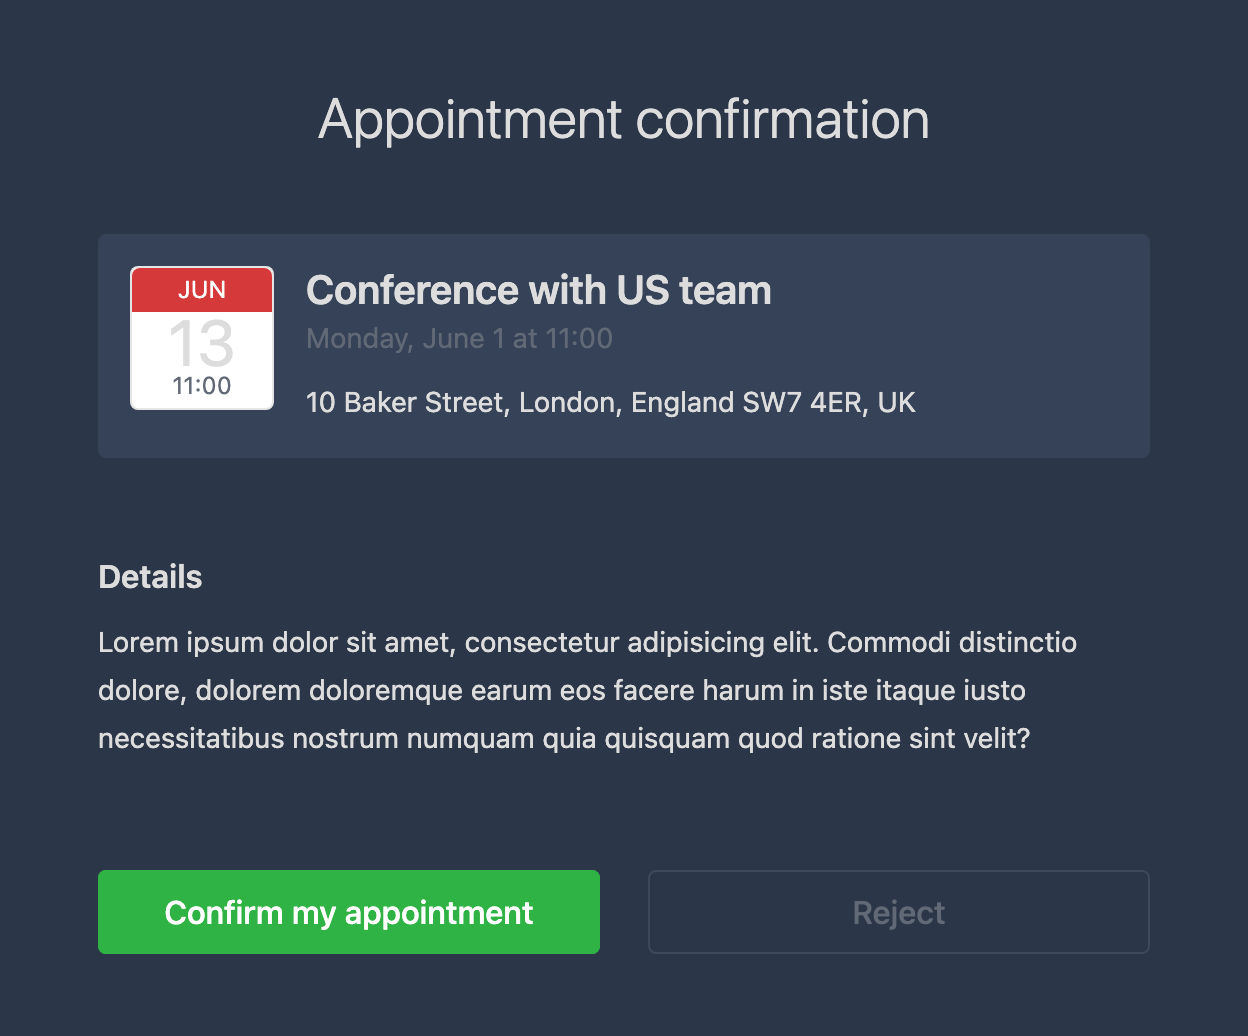 Appointment confirmation
JUN
13
11:00
Conference with US team
Monday, June 1 at 11:00
10 Baker Street, London, England SW7 4ER, UK
Details
Lorem ipsum dolor sit amet, consectetur adipisicing elit. Commodi distinctio
dolore, dolorem doloremque earum eos facere harum in iste itaque iusto
necessitatibus nostrum numquam quia quisquam quod ratione sint velit?
Confirm my appointment
Reject